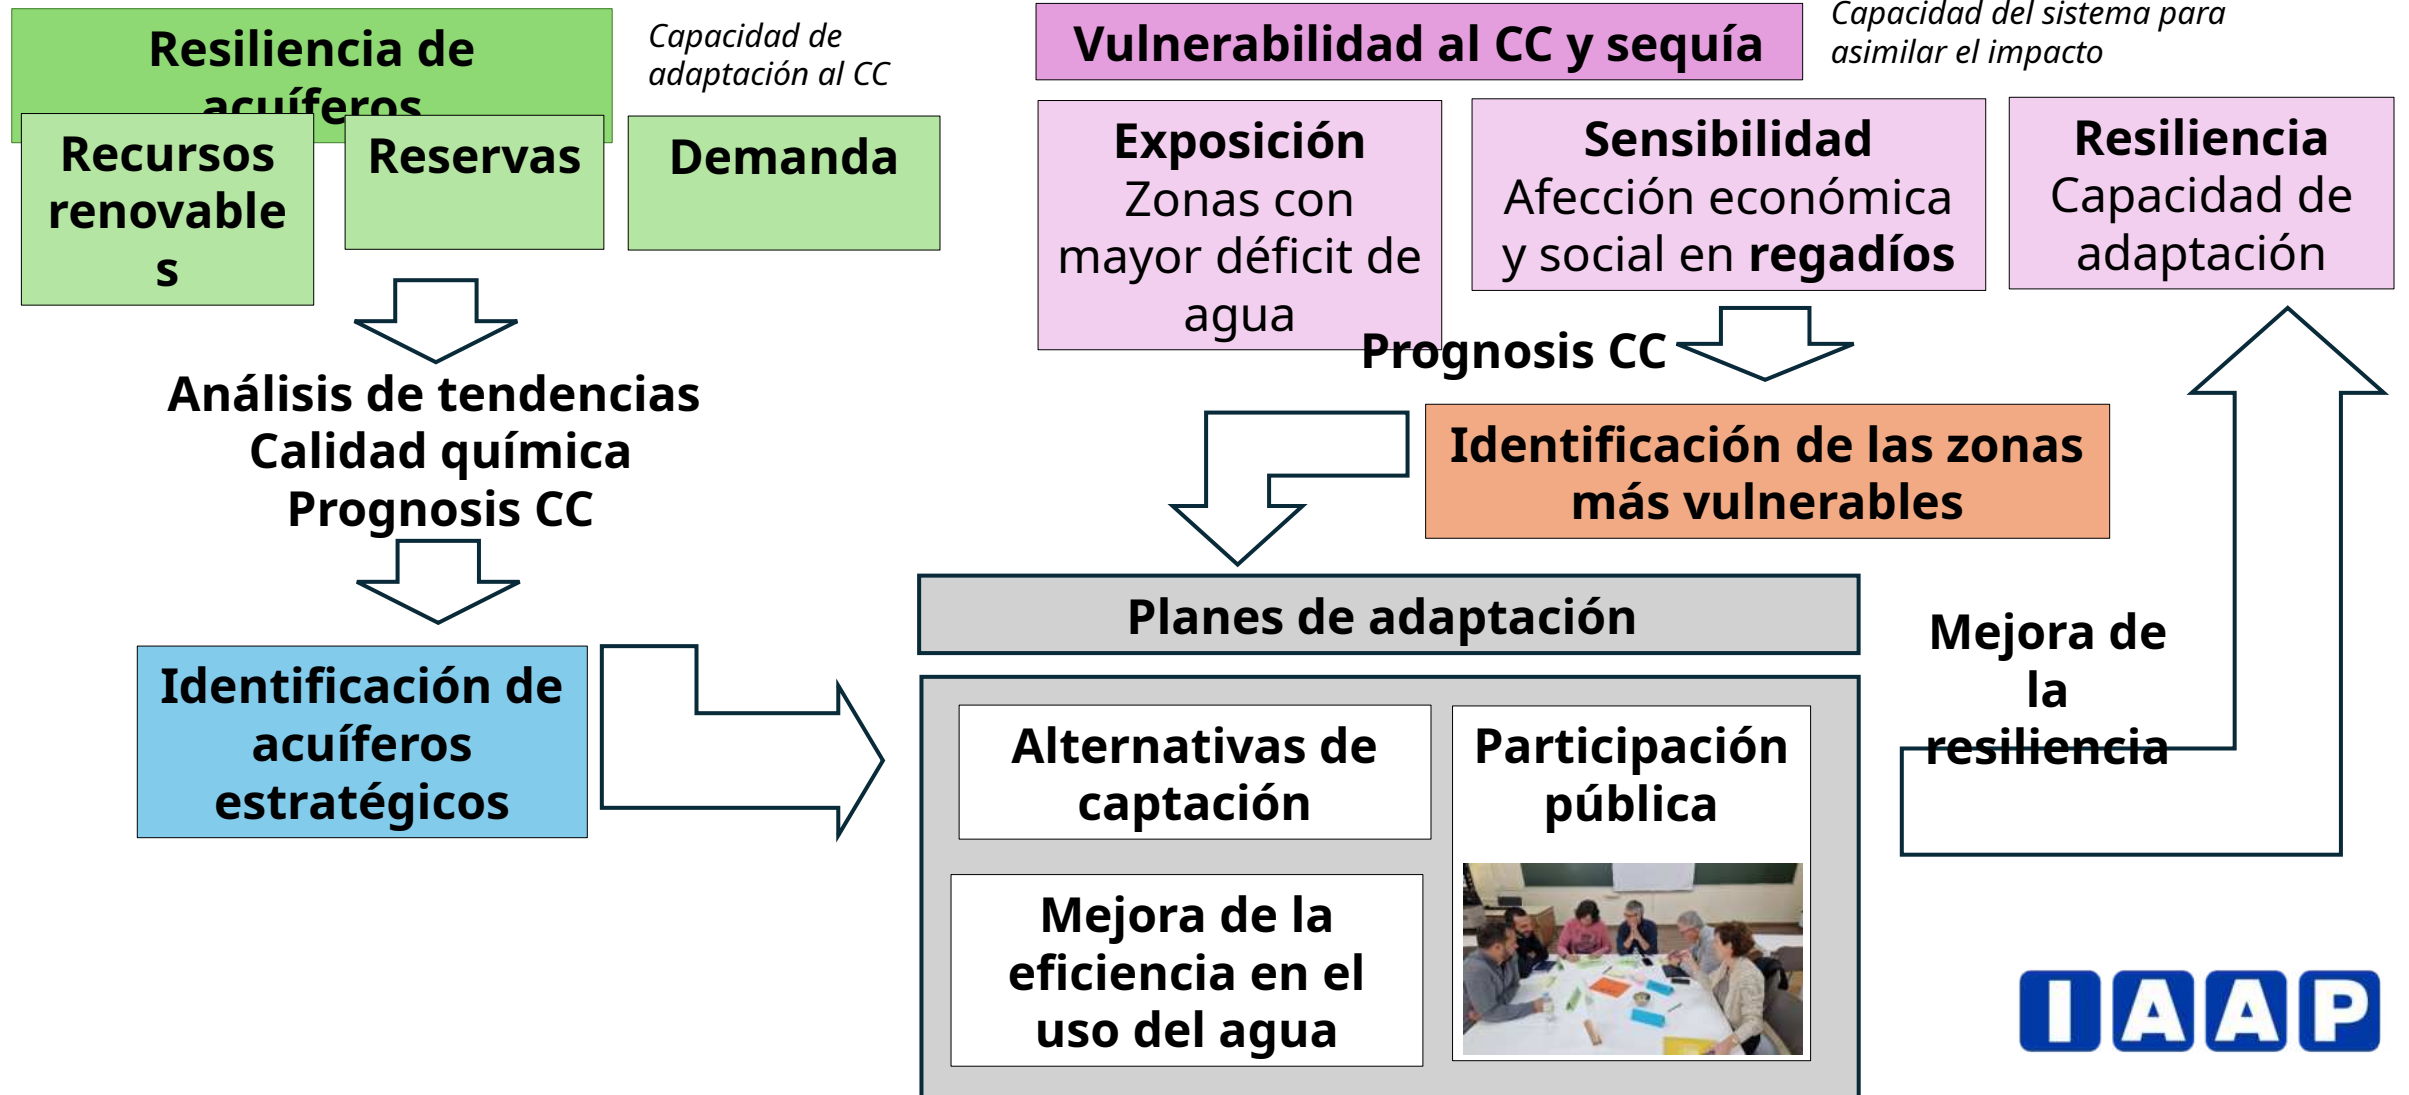 Resiliencia de
acuíferos
Capacidad de
adaptación al CC
Recursos
renovable
s
Reservas
Demanda
Análisis de tendencias
Calidad química
Prognosis CC
Identificación de
acuíferos
estratégicos
Vulnerabilidad al CC y sequía
Capacidad del sistema para
asimilar el impacto
Exposición
Zonas con
mayor déficit de
agua
Sensibilidad
Afección económica
y social en regadíos
Resiliencia
Capacidad de
adaptación
Prognosis CC
Identificación de las zonas
más vulnerables
Planes de adaptación
Alternativas de
captación
Participación
pública
Mejora de la
eficiencia en el
uso del agua
Mejora de
la
resiliencia
IAAP